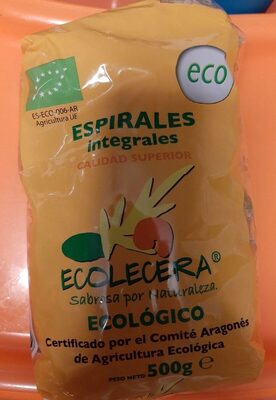 eco
ES-ECO-006-AR
Agricultura UE
ESPIRALES
integrales
CALIDAD SUPERIOR
ECOLECERA®
Sabrosa por Naturaleza.
ECOLÓGICO
Certificado por el Comité Aragonés
de Agricultura Ecológica
PESO NETO 500g e